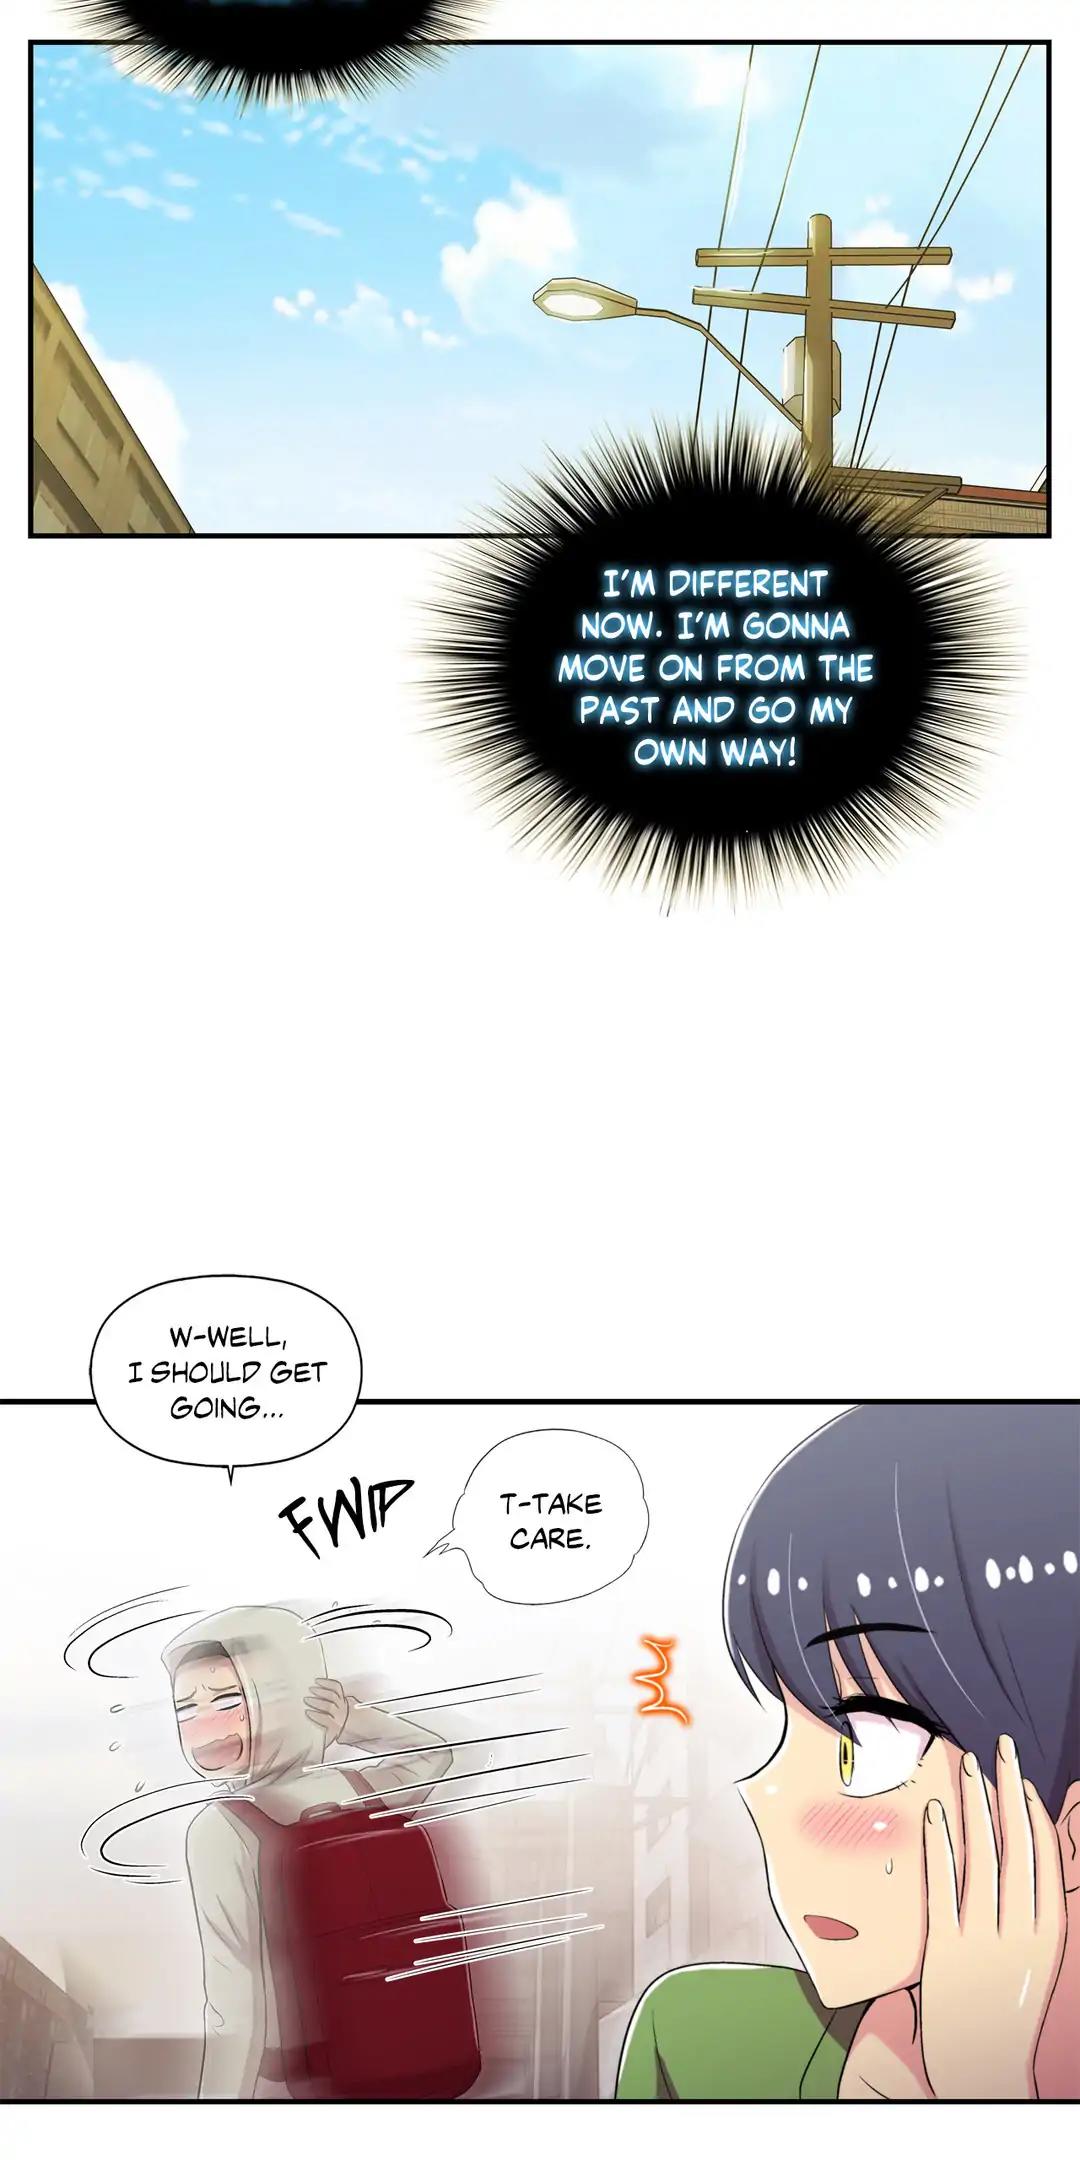 I'M DIFFERENT
NOW. I'M GONNA
MOVE ON FROM THE
PAST AND GO MY
OWN WAY!
W-WELL,
I SHOULD GET
GOING...
FWIP
T-TAKE
CARE.